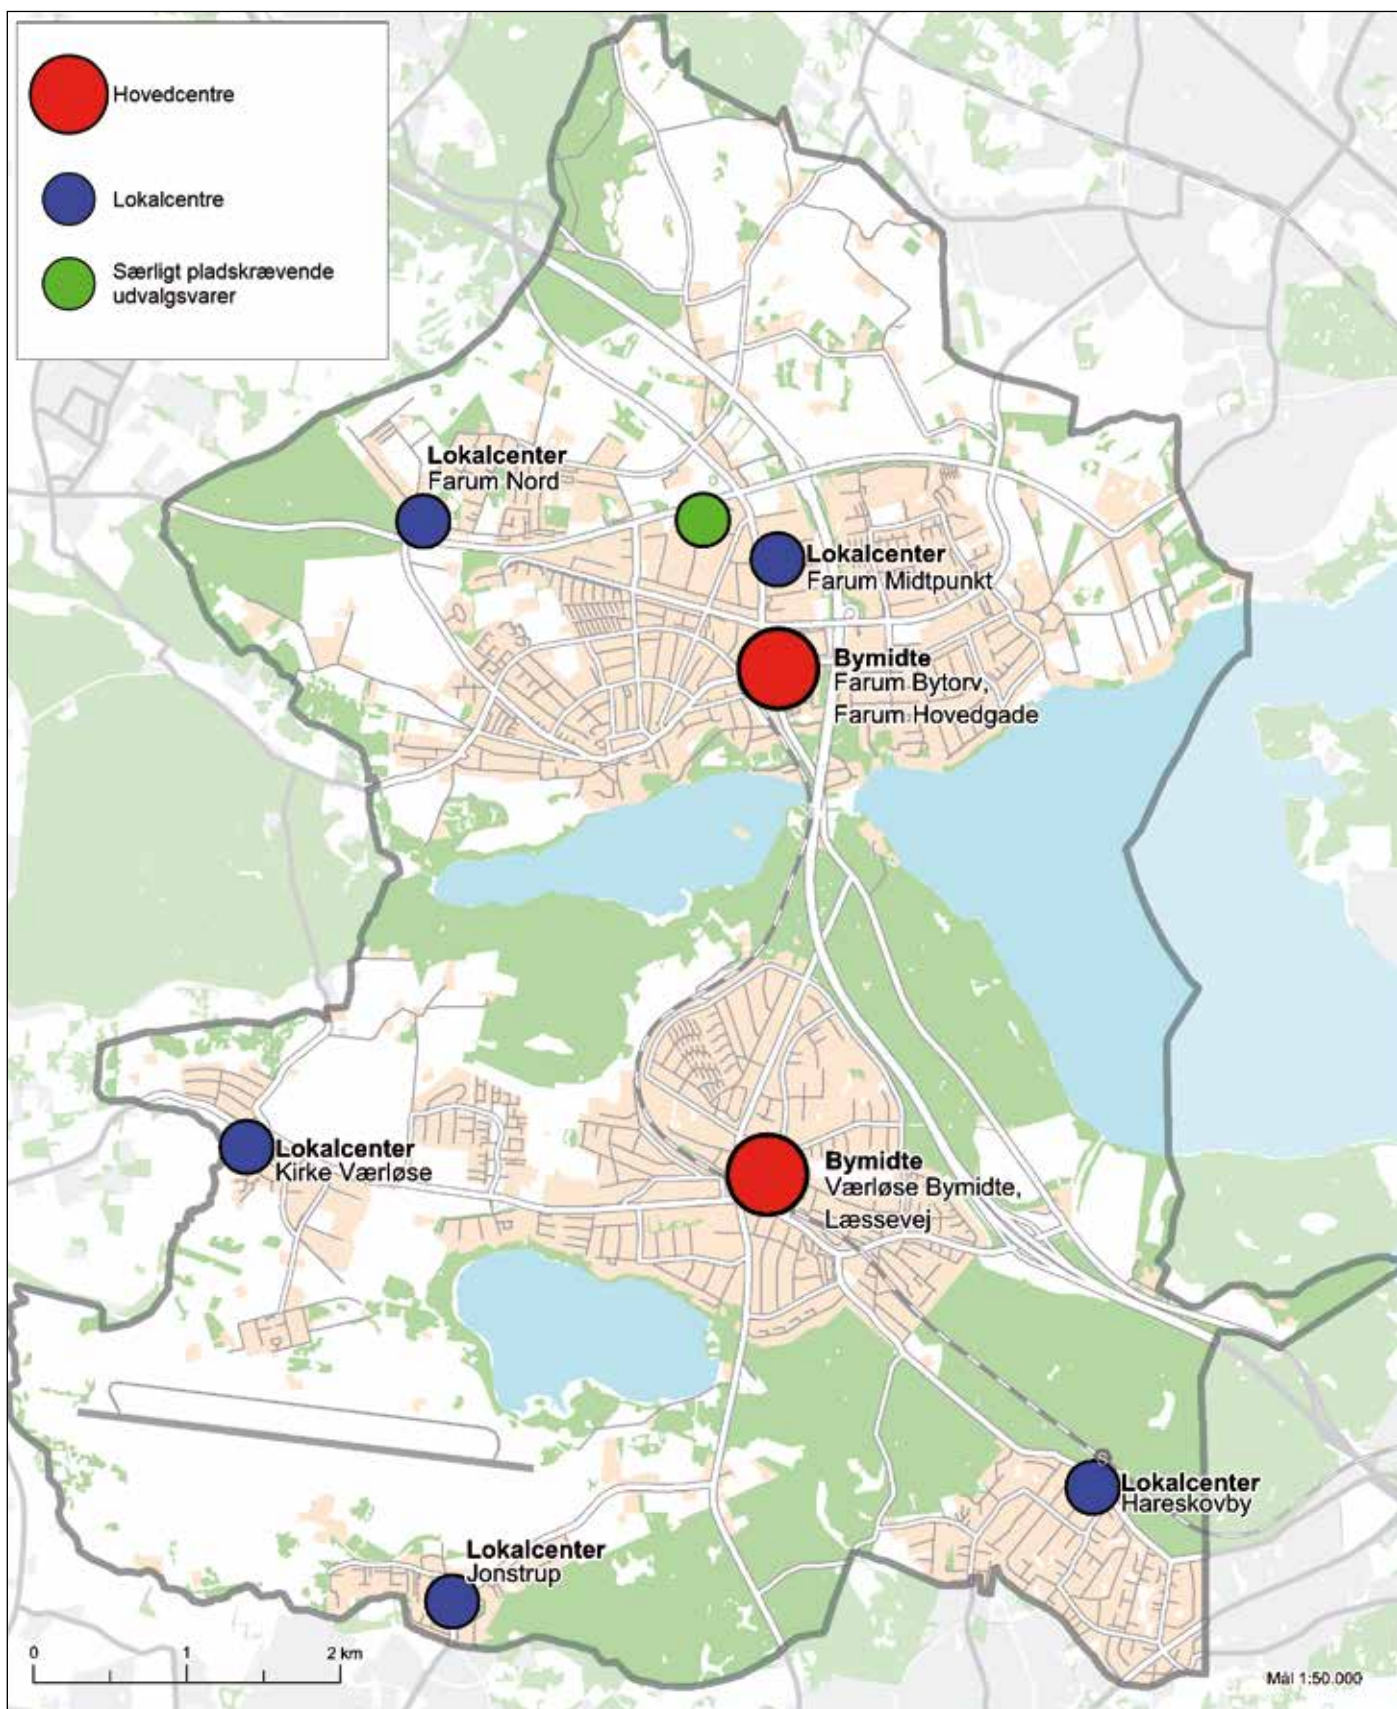 Hovedcentre
Lokalcentre
Særligt pladskrævende
udvalgsvarer
Lokalcenter
Farum Nord
Lokalcenter
Farum Midtpunkt
Bymidte
Farum Bytorv,
Farum Hovedgade
Lokalcenter
Kirke Værløse
Bymidte
Værløse Bymidte,
Læssevej
S
Lokalcenter
Hareskovby
Lokalcenter
Jonstrup
0 1 2 km
Mål 1:50.000